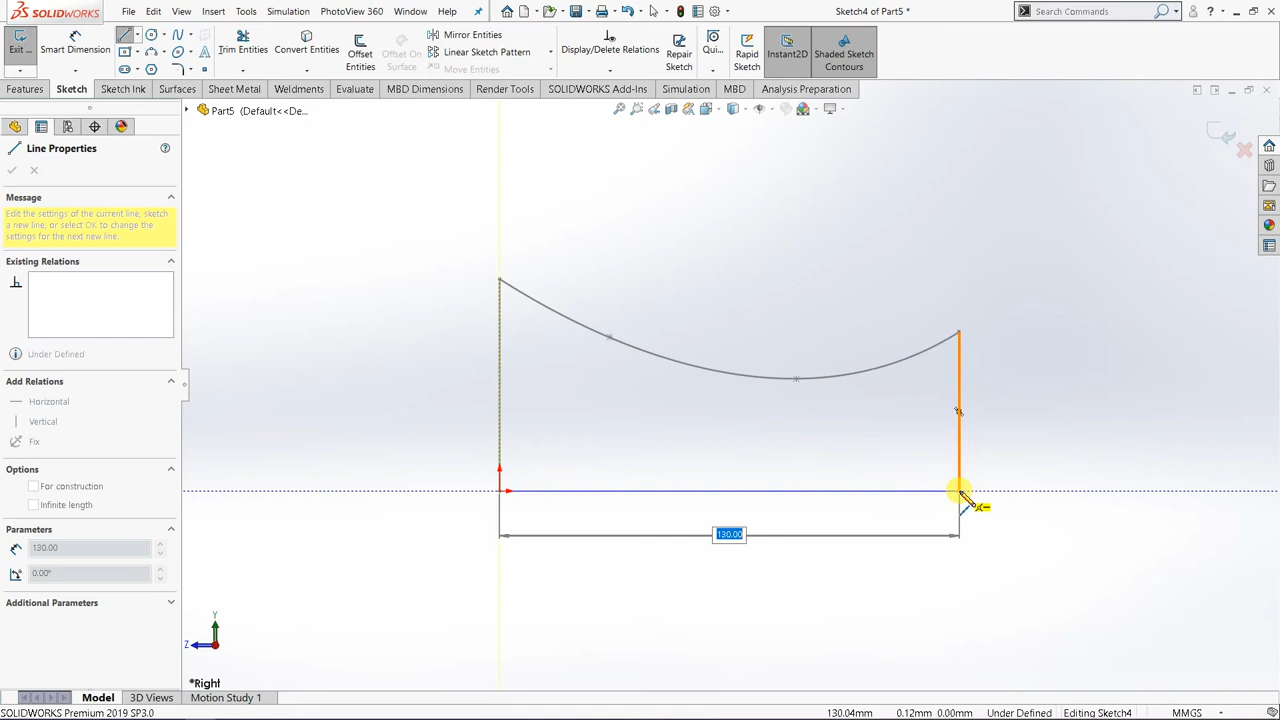 SOLIDWORKS
File
Edit
View
Insert
Tools
Simulation
PhotoView 360
Window
Help
Sketch4 of Part5 *
Search Commands
Exit ...
Smart Dimension
Trim Entities
Convert Entities
Offset Entities
Offset On Surface
Mirror Entities
Linear Sketch Pattern
Move Entities
Display/Delete Relations
Repair Sketch
Qui...
Rapid Sketch
Instant2D
Shaded Sketch Contours
Features
Sketch
Sketch Ink
Surfaces
Sheet Metal
Weldments
Evaluate
MBD Dimensions
Render Tools
SOLIDWORKS Add-Ins
Simulation
MBD
Analysis Preparation
Part5 (Default<<De...
Line Properties
Message
Edit the settings of the current line, sketch
a new line, or select OK to change the
settings for the next new line.
Existing Relations
Under Defined
Add Relations
Horizontal
Vertical
Fix
Options
For construction
Infinite length
Parameters
130.00
0.00°
Additional Parameters
130.00
Y
Z
*Right
Model
3D Views
Motion Study 1
SOLIDWORKS Premium 2019 SP3.0
130.04mm
0.12mm
0.00mm
Under Defined
Editing Sketch4
MMGS